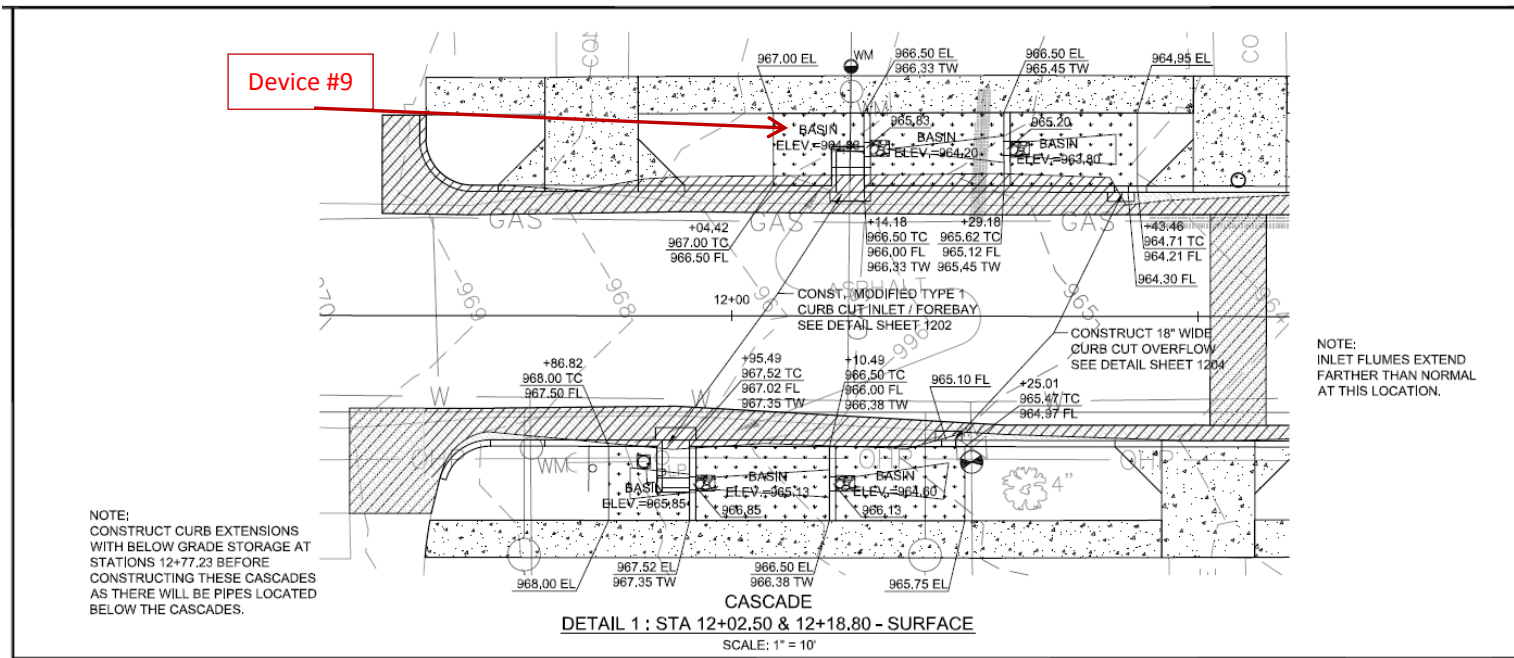 Device #9
967.00 EL
WM
966.50 EL
966.33 TW
966.50 EL
965.45 TW
964.95 EL
CO
WM
BASIN
965.83
BASIN
ELEV.=964.20
965.20
BASIN
ELEV.=963.80
GAS
GAS
GAS
+04.42
967.00 TC
966.50 FL
+14.18
966.50 TC
966.00 FL
966.33 TW
+29.18
965.62 TC
965.12 FL
965.45 TW
+43.46
964.71 TC
964.21 FL
964.30 FL
969
968
965
964
12+00
ASPHALT
CONST. MODIFIED TYPE 1
CURB CUT INLET / FOREBAY
SEE DETAIL SHEET 1202
966
CONSTRUCT 18" WIDE
CURB CUT OVERFLOW
SEE DETAIL SHEET 1204
NOTE:
INLET FLUMES EXTEND
FARTHER THAN NORMAL
AT THIS LOCATION.
+86.82
968.00 TC
967.50 FL
+95.49
967.52 TC
967.02 FL
967.35 TW
+10.49
966.50 TC
966.00 FL
966.38 TW
965.10 FL
+25.01
965.47 TC
964.97 FL
W
W
W
WM
OHP
OHP
4"
BASIN
ELEV.=965.85
BASIN
ELEV.=965.13
966.85
BASIN
ELEV.=964.60
966.13
NOTE:
CONSTRUCT CURB EXTENSIONS
WITH BELOW GRADE STORAGE AT
STATIONS 12+77.23 BEFORE
CONSTRUCTING THESE CASCADES
AS THERE WILL BE PIPES LOCATED
BELOW THE CASCADES.
968.00 EL
967.52 EL
967.35 TW
966.50 EL
966.38 TW
965.75 EL
CASCADE
DETAIL 1 : STA 12+02.50 & 12+18.80 - SURFACE
SCALE: 1" = 10'